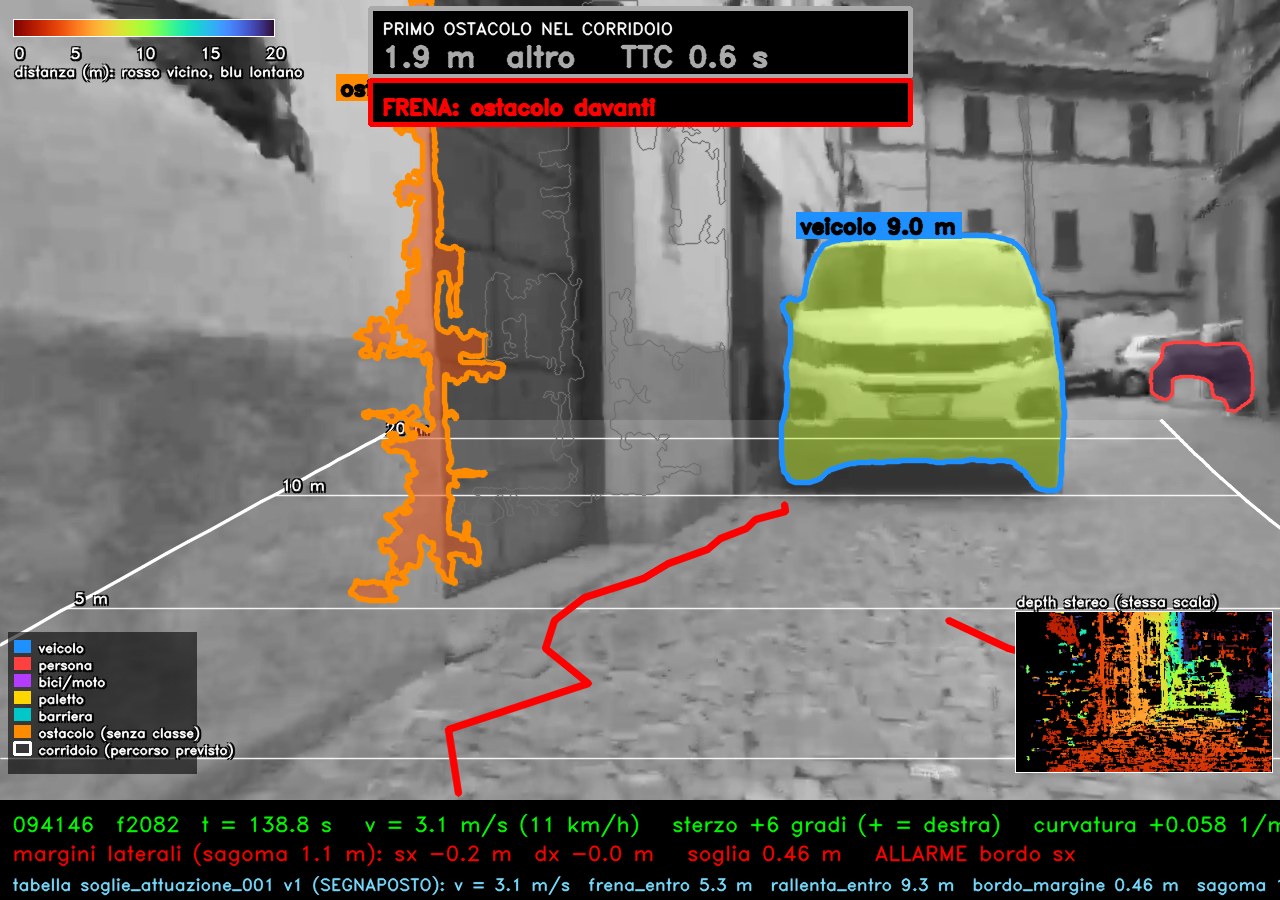 PRIMO OSTACOLO NEL CORRIDOIO
1.9 m altro TTC 0.6 s
FRENA: ostacolo davanti
0 5 10 15 20
distanza (m): rosso vicino, blu lontano
veicolo 9.0 m
20
10 m
5 m
depth stereo (stessa scala)
veicolo
persona
bici/moto
paletto
barriera
ostacolo (senza classe)
corridoio (percorso previsto)
094146 f2082 t = 138.8 s v = 3.1 m/s (11 km/h) sterzo +6 gradi (+ = destra) curvatura +0.058 1/m
margini laterali (sagoma 1.1 m): sx -0.2 m dx -0.0 m soglia 0.46 m ALLARME bordo sx
tabella soglie_attuazione_001 v1 (SEGNAPOSTO): v = 3.1 m/s frena_entro 5.3 m rallenta_entro 9.3 m bordo_margine 0.46 m sagoma